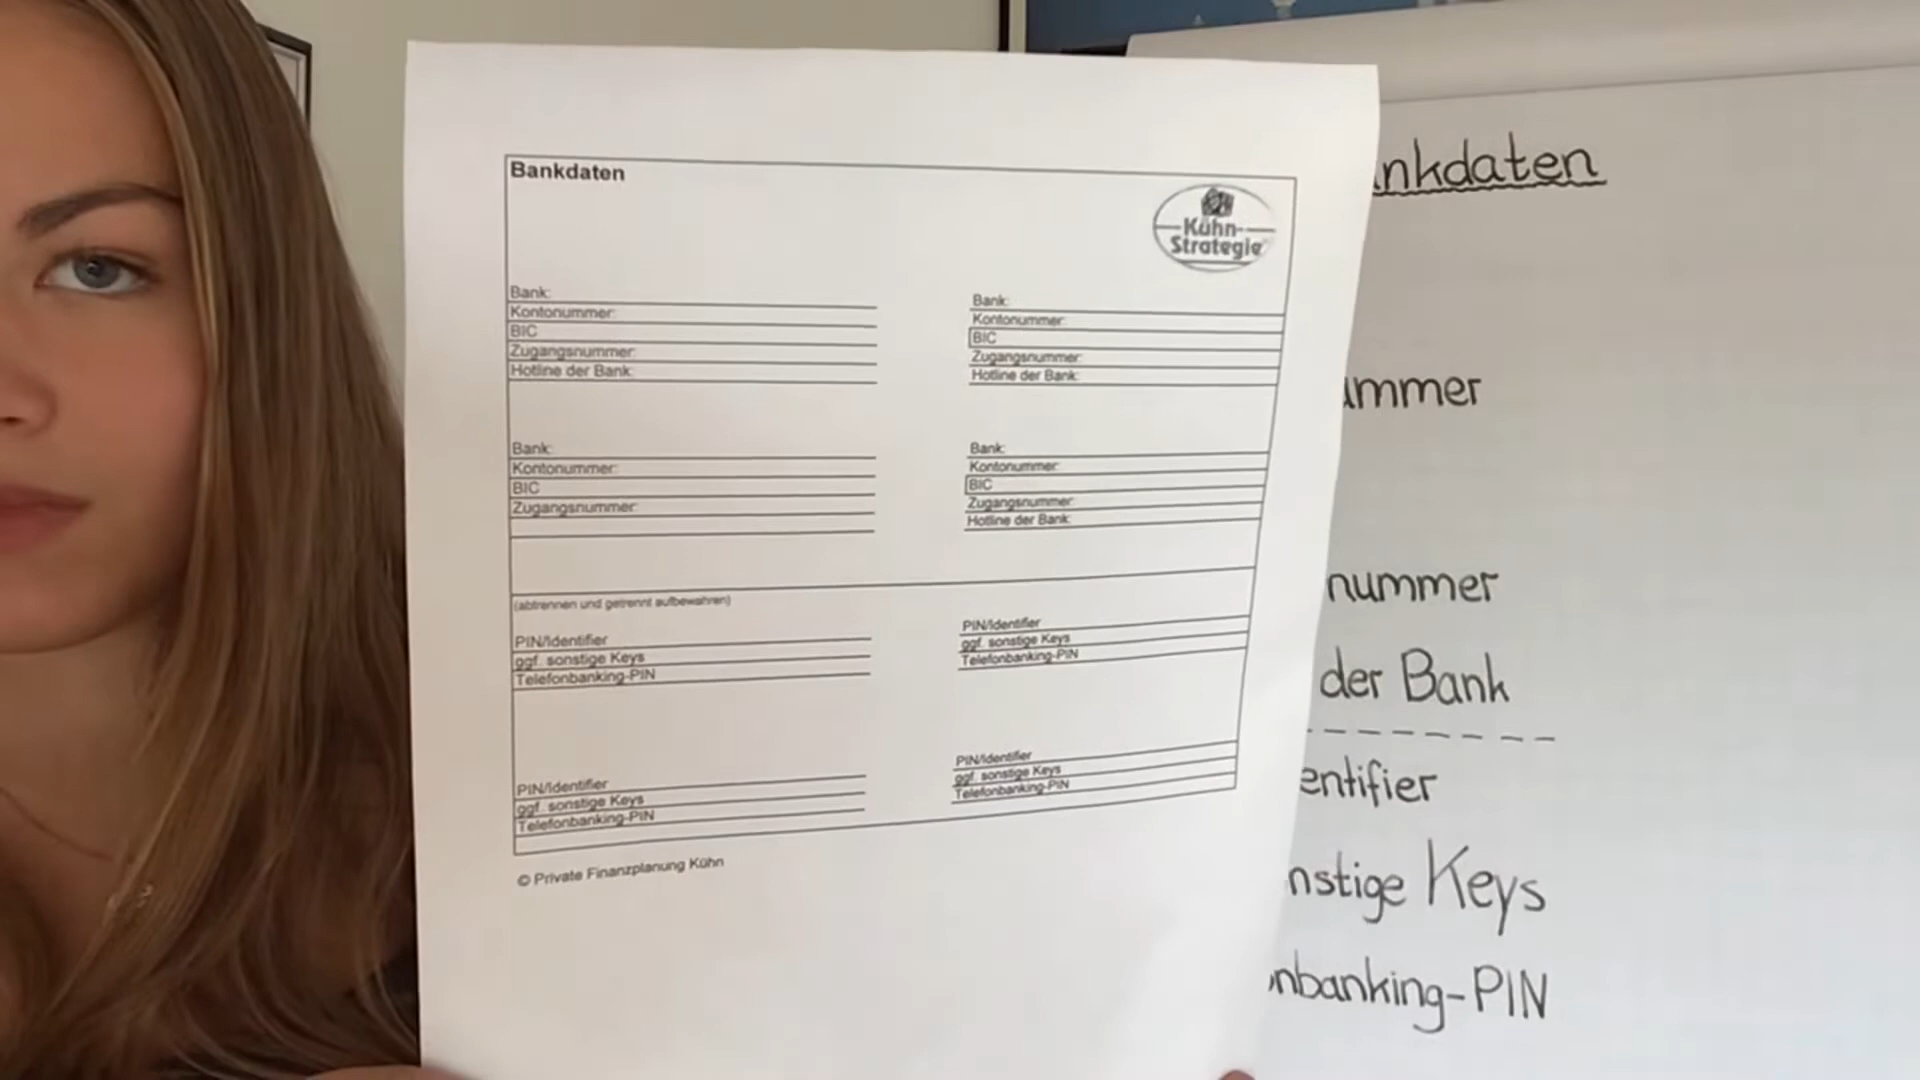 Bankdaten
Kühn-
Strategie
Bank:
Kontonummer:
BIC
Zugangsnummer:
Hotline der Bank:
Bank:
Kontonummer:
BIC
Zugangsnummer:
Hotline der Bank:
Bank:
Kontonummer:
BIC
Zugangsnummer:
Bank:
Kontonummer:
BIC
Zugangsnummer:
Hotline der Bank:
(abtrennen und getrennt aufbewahren)
PIN/Identifier
ggf. sonstige Keys
Telefonbanking-PIN
PIN/Identifier
ggf. sonstige Keys
Telefonbanking-PIN
PIN/Identifier
ggf. sonstige Keys
Telefonbanking-PIN
PIN/Identifier
ggf. sonstige Keys
Telefonbanking-PIN
© Private Finanzplanung Kühn
nkdaten
ummer
nummer
der Bank
entifier
nstige Keys
nbanking-PIN